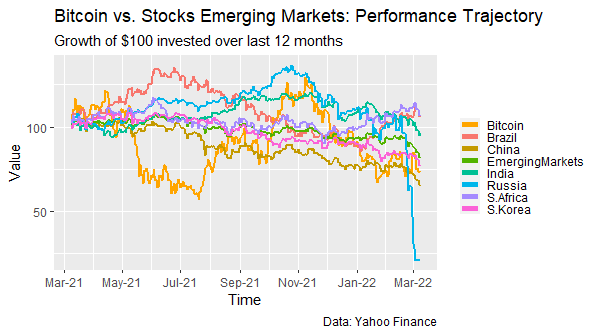 Bitcoin vs. Stocks Emerging Markets: Performance Trajectory
Growth of $100 invested over last 12 months
Value
100
50
Mar-21 May-21 Jul-21 Sep-21 Nov-21 Jan-22 Mar-22
Time
Bitcoin
Brazil
China
EmergingMarkets
India
Russia
S.Africa
S.Korea
Data: Yahoo Finance